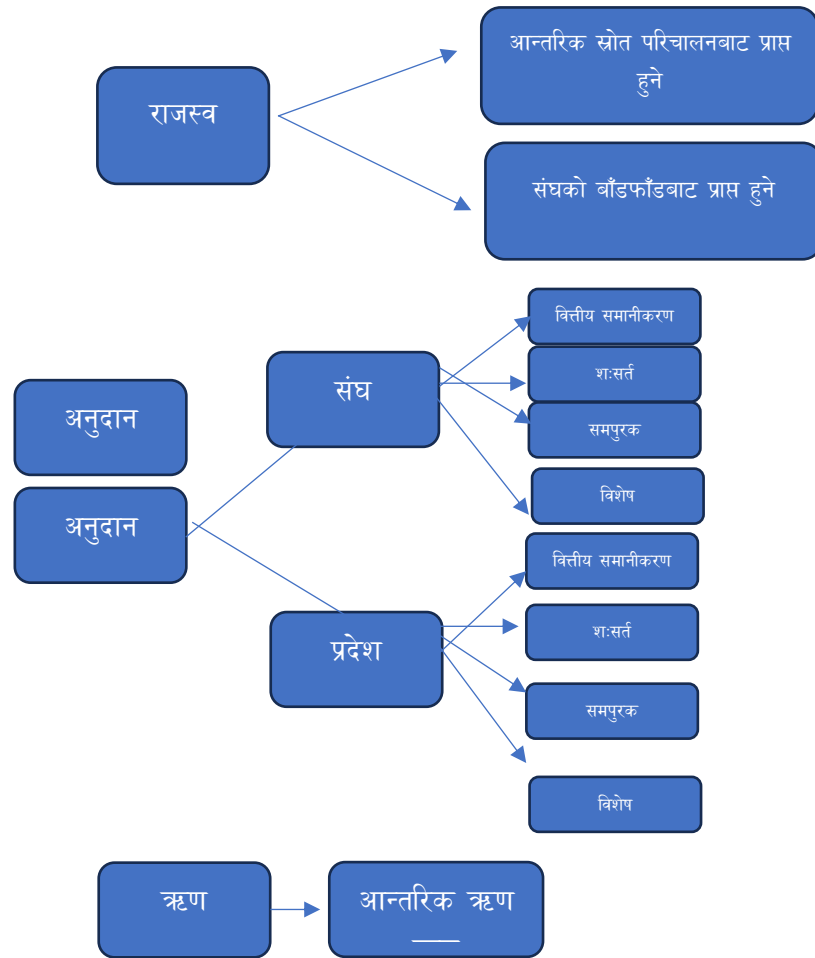 राजस्व
आन्तरिक स्रोत परिचालनबाट प्राप्त
हुने
संघको बाँडफाँडबाट प्राप्त हुने
अनुदान
अनुदान
संघ
वित्तीय समानीकरण
शःसर्त
समपुरक
विशेष
प्रदेश
वित्तीय समानीकरण
शःसर्त
समपुरक
विशेष
ऋण
आन्तरिक ऋण